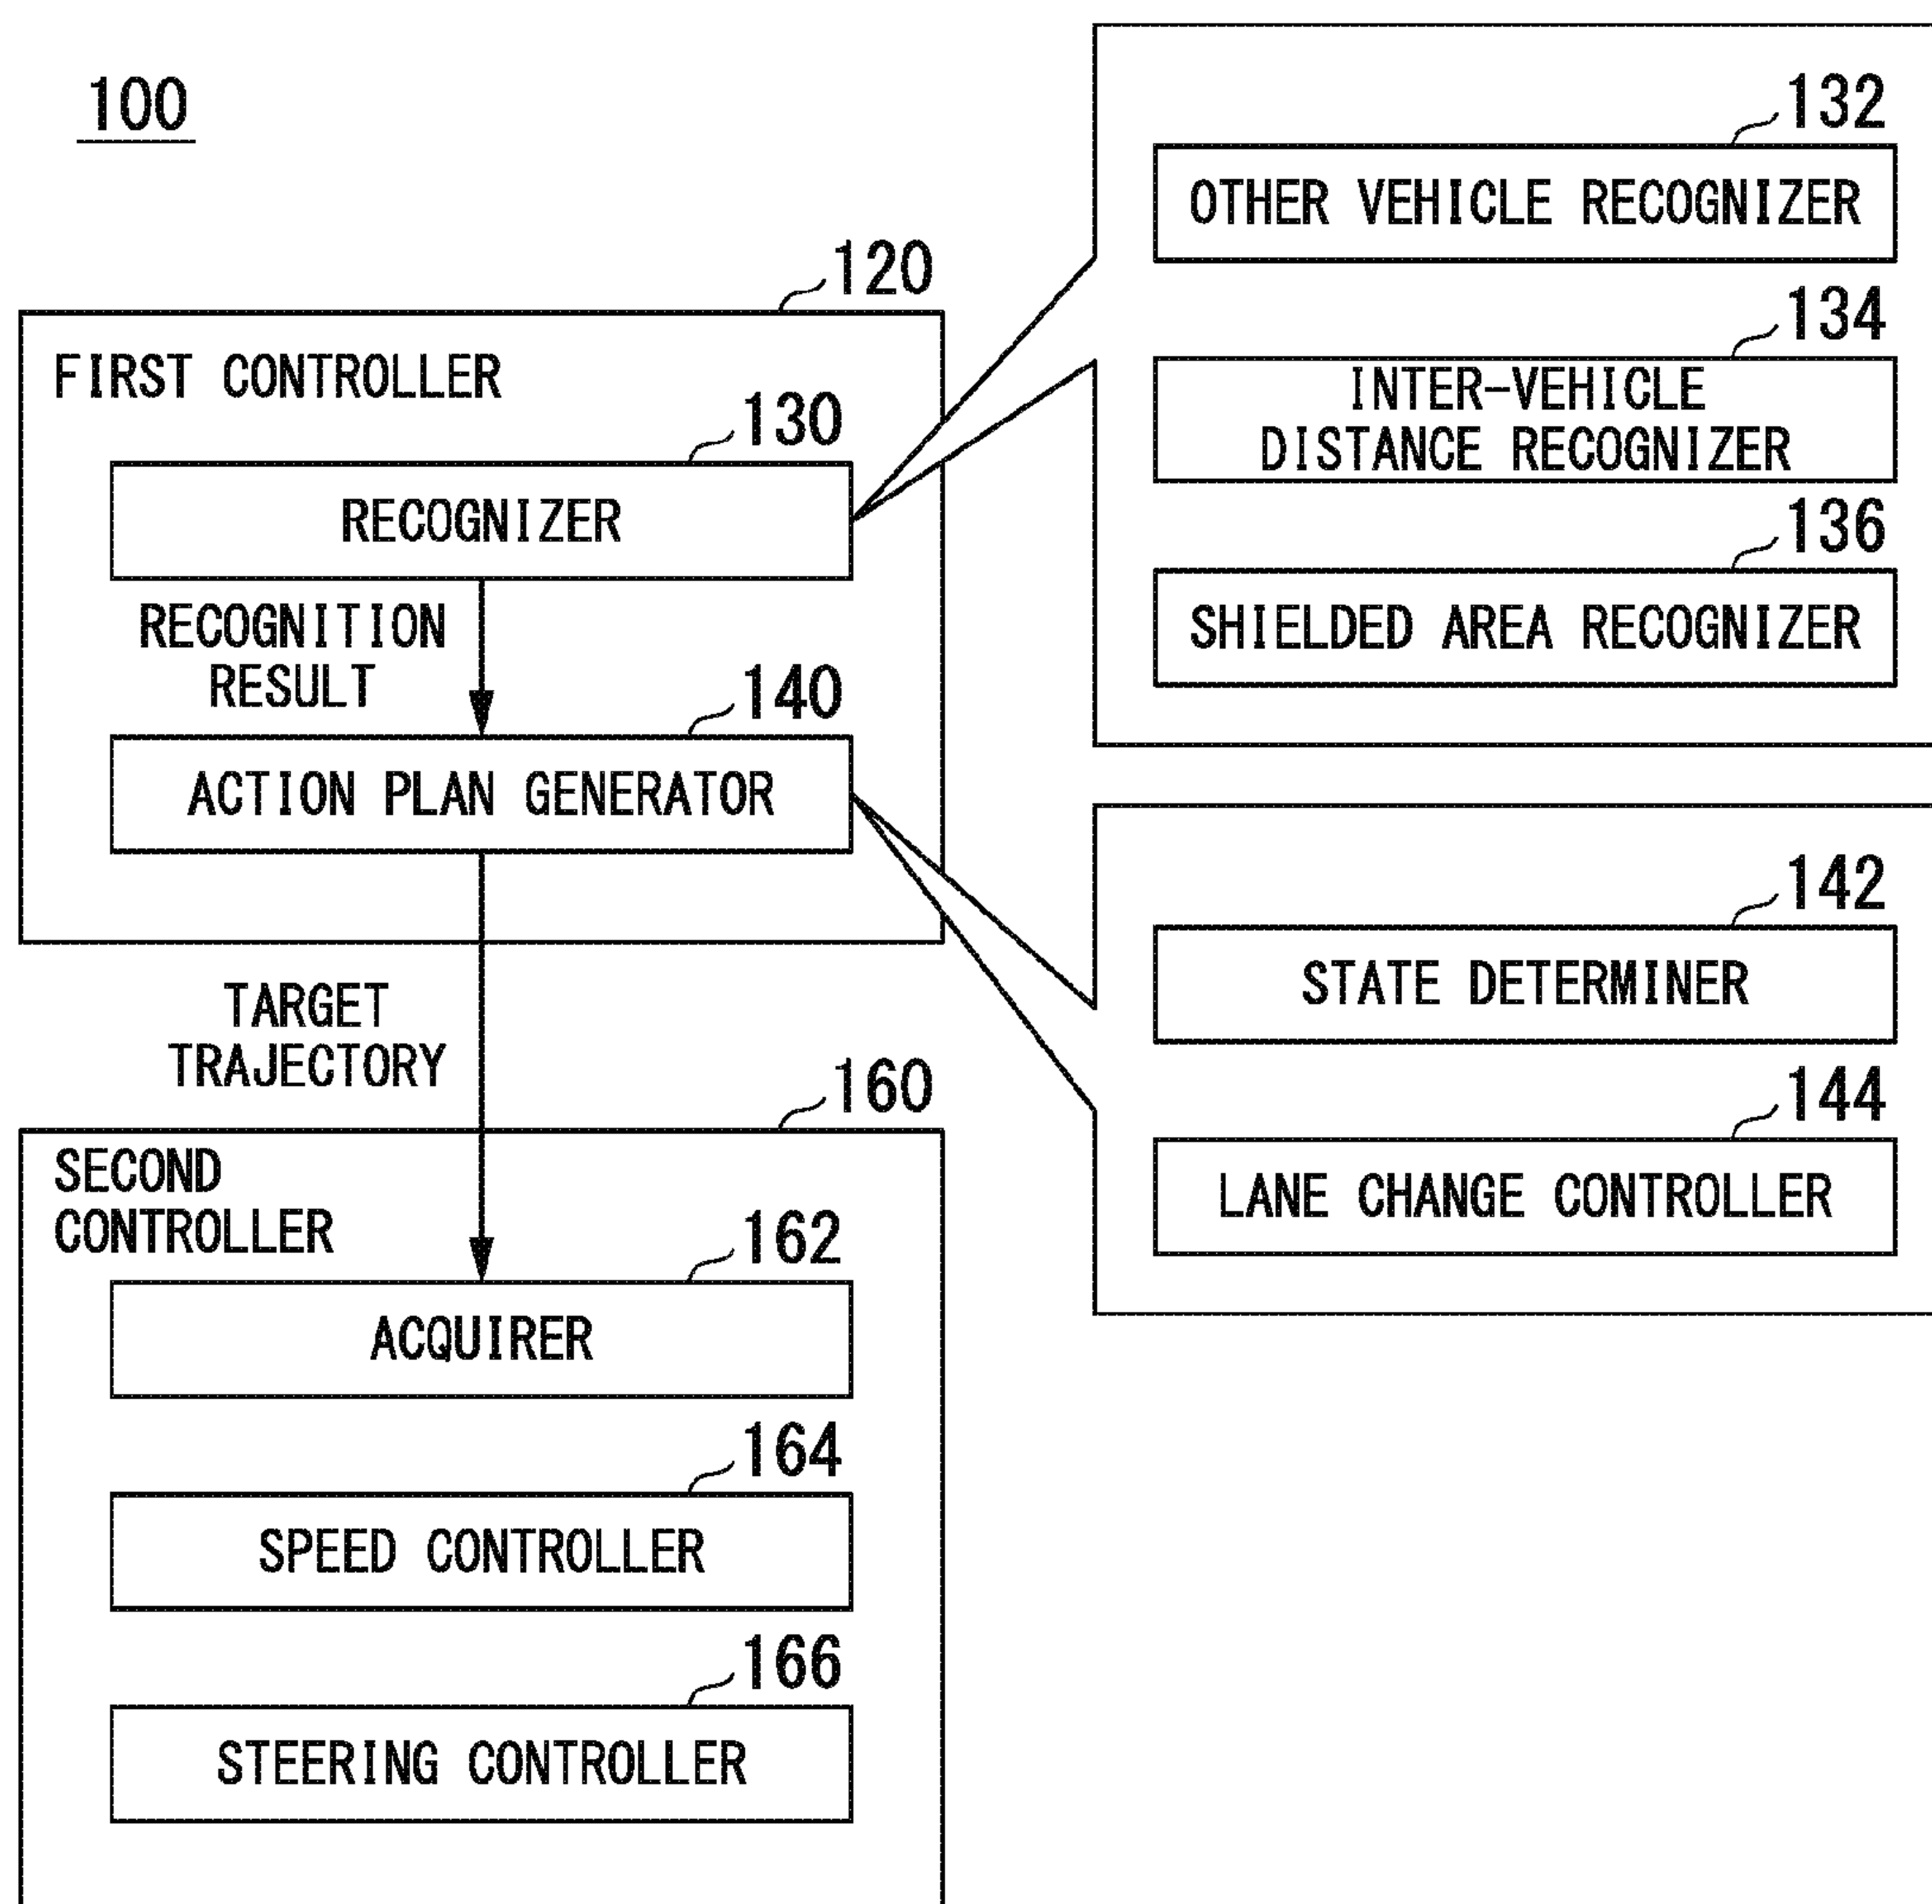 100
120
FIRST CONTROLLER
130
RECOGNIZER
RECOGNITION
RESULT
140
ACTION PLAN GENERATOR
TARGET
TRAJECTORY
160
SECOND
CONTROLLER
162
ACQUIRER
164
SPEED CONTROLLER
166
STEERING CONTROLLER
132
OTHER VEHICLE RECOGNIZER
134
INTER-VEHICLE
DISTANCE RECOGNIZER
136
SHIELDED AREA RECOGNIZER
142
STATE DETERMINER
144
LANE CHANGE CONTROLLER